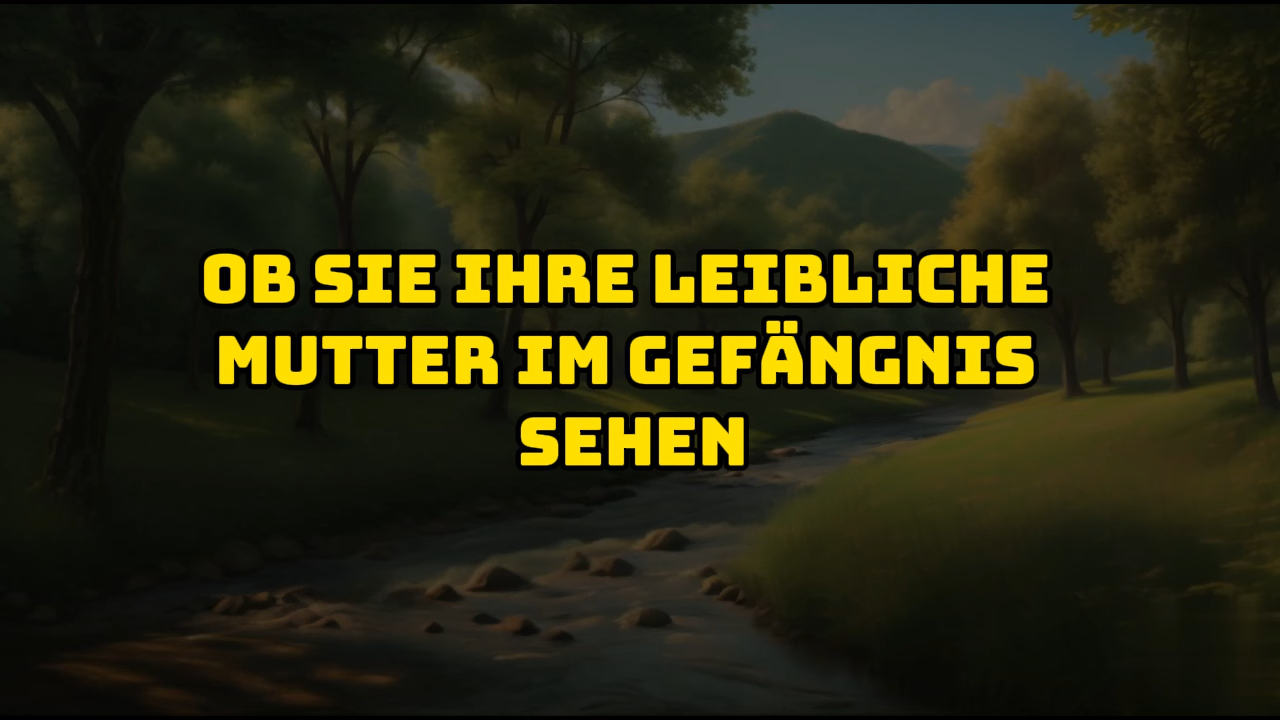 OB SIE IHRE LEIBLICHE
MUTTER IM GEFÄNGNIS
SEHEN